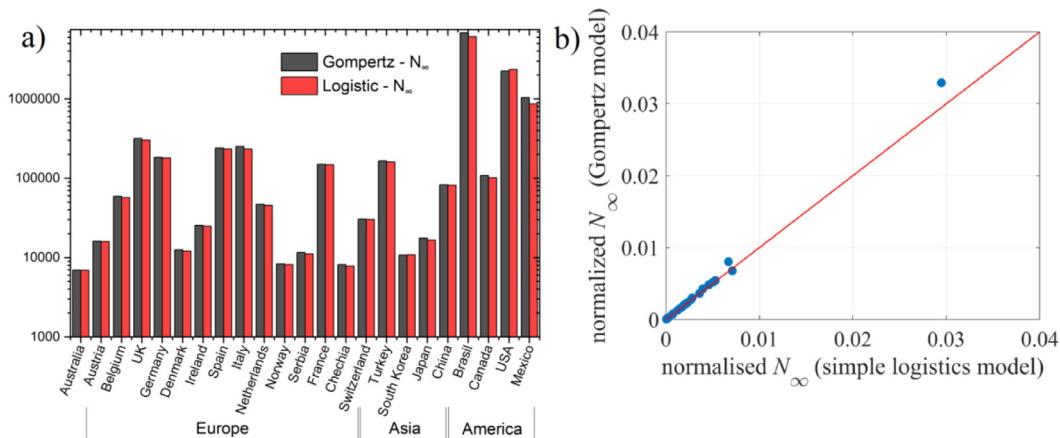 a)
Gompertz - N∞
Logistic - N∞
1000000
100000
10000
1000
Australia
Austria
Belgium
UK
Germany
Denmark
Ireland
Spain
Italy
Netherlands
Norway
Serbia
France
Chechia
Switzerland
Turkey
South Korea
Japan
China
Brasil
Canada
USA
Mexico
Europe
Asia
America
b)
normalized N∞ (Gompertz model)
0.04
0.03
0.02
0.01
0
0
0.01
0.02
0.03
0.04
normalised N∞ (simple logistics model)